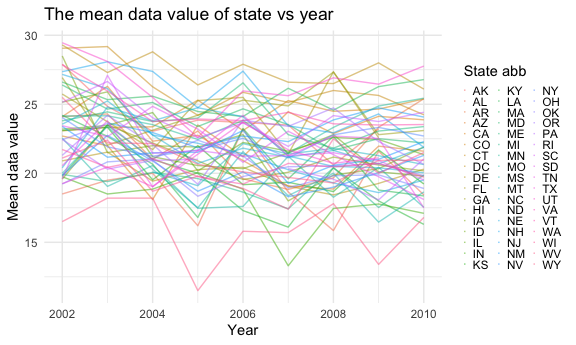 The mean data value of state vs year
30
25
20
15
Mean data value
2002
2004
2006
2008
2010
Year
State abb
AK KY NY
AL LA OH
AR MA OK
AZ MD OR
CA ME PA
CO MI RI
CT MN SC
DC MO SD
DE MS TN
FL MT TX
GA NC UT
HI ND VA
IA NE VT
ID NH WA
IL NJ WI
IN NM WV
KS NV WY